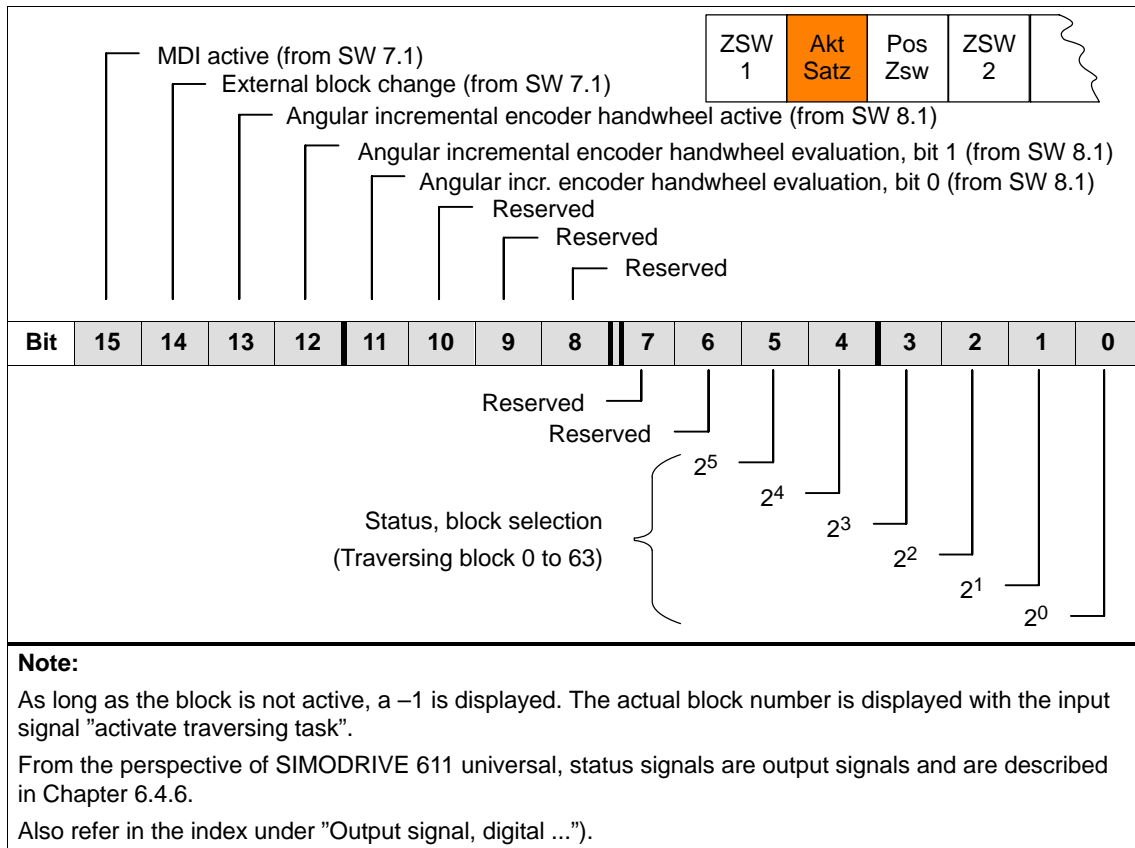 ZSW 1 Akt Satz Pos Zsw ZSW 2
MDI active (from SW 7.1)
External block change (from SW 7.1)
Angular incremental encoder handwheel active (from SW 8.1)
Angular incremental encoder handwheel evaluation, bit 1 (from SW 8.1)
Angular incr. encoder handwheel evaluation, bit 0 (from SW 8.1)
Reserved
Reserved
Reserved
Bit 15 14 13 12 11 10 9 8 7 6 5 4 3 2 1 0
Reserved
Reserved
2⁵
2⁴
Status, block selection
2³
(Traversing block 0 to 63)
2²
2¹
2⁰
Note:
As long as the block is not active, a –1 is displayed. The actual block number is displayed with the input
signal ”activate traversing task”.
From the perspective of SIMODRIVE 611 universal, status signals are output signals and are described
in Chapter 6.4.6.
Also refer in the index under ”Output signal, digital ...”).